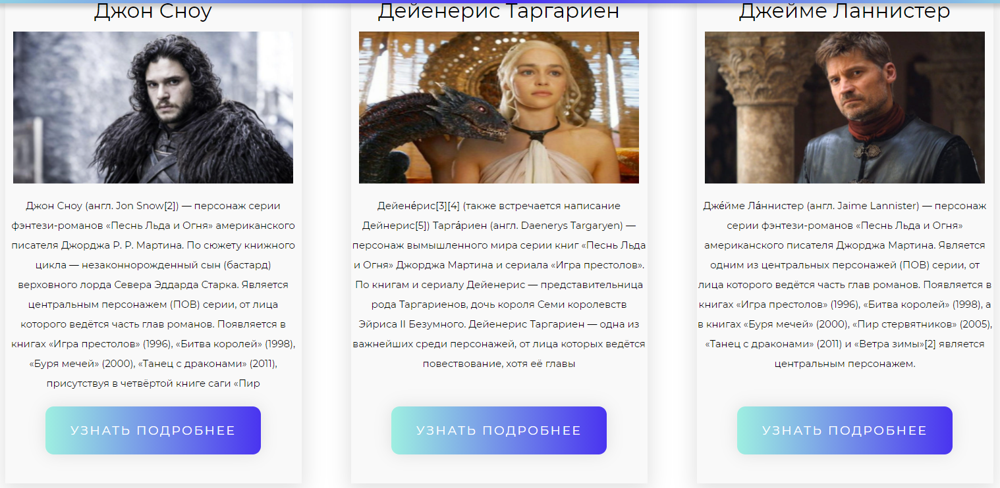 Джон Сноу
Джон Сноу (англ. Jon Snow[2]) — персонаж серии
фэнтези-романов «Песнь Льда и Огня» американского
писателя Джорджа Р. Р. Мартина. По сюжету книжного
цикла — незаконнорожденный сын (бастард)
верховного лорда Севера Эддарда Старка. Является
центральным персонажем (ПОВ) серии, от лица
которого ведётся часть глав романов. Появляется в
книгах «Игра престолов» (1996), «Битва королей» (1998),
«Буря мечей» (2000), «Танец с драконами» (2011),
присутствуя в четвёртой книге саги «Пир
УЗНАТЬ ПОДРОБНЕЕ
Дейенерис Таргариен
Дейене́рис[3][4] (также встречается написание
Дейнерис[5]) Тарга́риен (англ. Daenerys Targaryen) —
персонаж вымышленного мира серии книг «Песнь Льда
и Огня» Джорджа Мартина и сериала «Игра престолов».
По книгам и сериалу Дейенерис — представительница
рода Таргариенов, дочь короля Семи королевств
Эйриса II Безумного. Дейенерис Таргариен — одна из
важнейших среди персонажей, от лица которых ведётся
повествование, хотя её главы
УЗНАТЬ ПОДРОБНЕЕ
Джейме Ланнистер
Дже́йме Ла́ннистер (англ. Jaime Lannister) — персонаж
серии фэнтези-романов «Песнь Льда и Огня»
американского писателя Джорджа Мартина. Является
одним из центральных персонажей (ПОВ) серии, от
лица которого ведётся часть глав романов. Появляется в
книгах «Игра престолов» (1996), «Битва королей» (1998), а
в книгах «Буря мечей» (2000), «Пир стервятников» (2005),
«Танец с драконами» (2011) и «Ветра зимы»[2] является
центральным персонажем.
УЗНАТЬ ПОДРОБНЕЕ